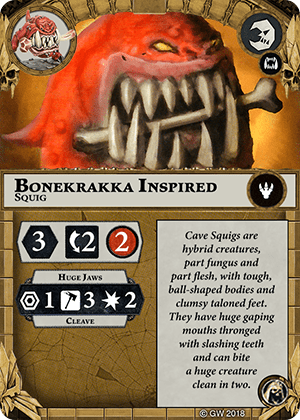 Bonekrakka Inspired
Squig
3 2 2
Huge Jaws
1 3 2
Cleave
Cave Squigs are
hybrid creatures,
part fungus and
part flesh, with tough,
ball-shaped bodies and
clumsy taloned feet.
They have huge gaping
mouths thronged
with slashing teeth
and can bite
a huge creature
clean in two.
© GW 2018